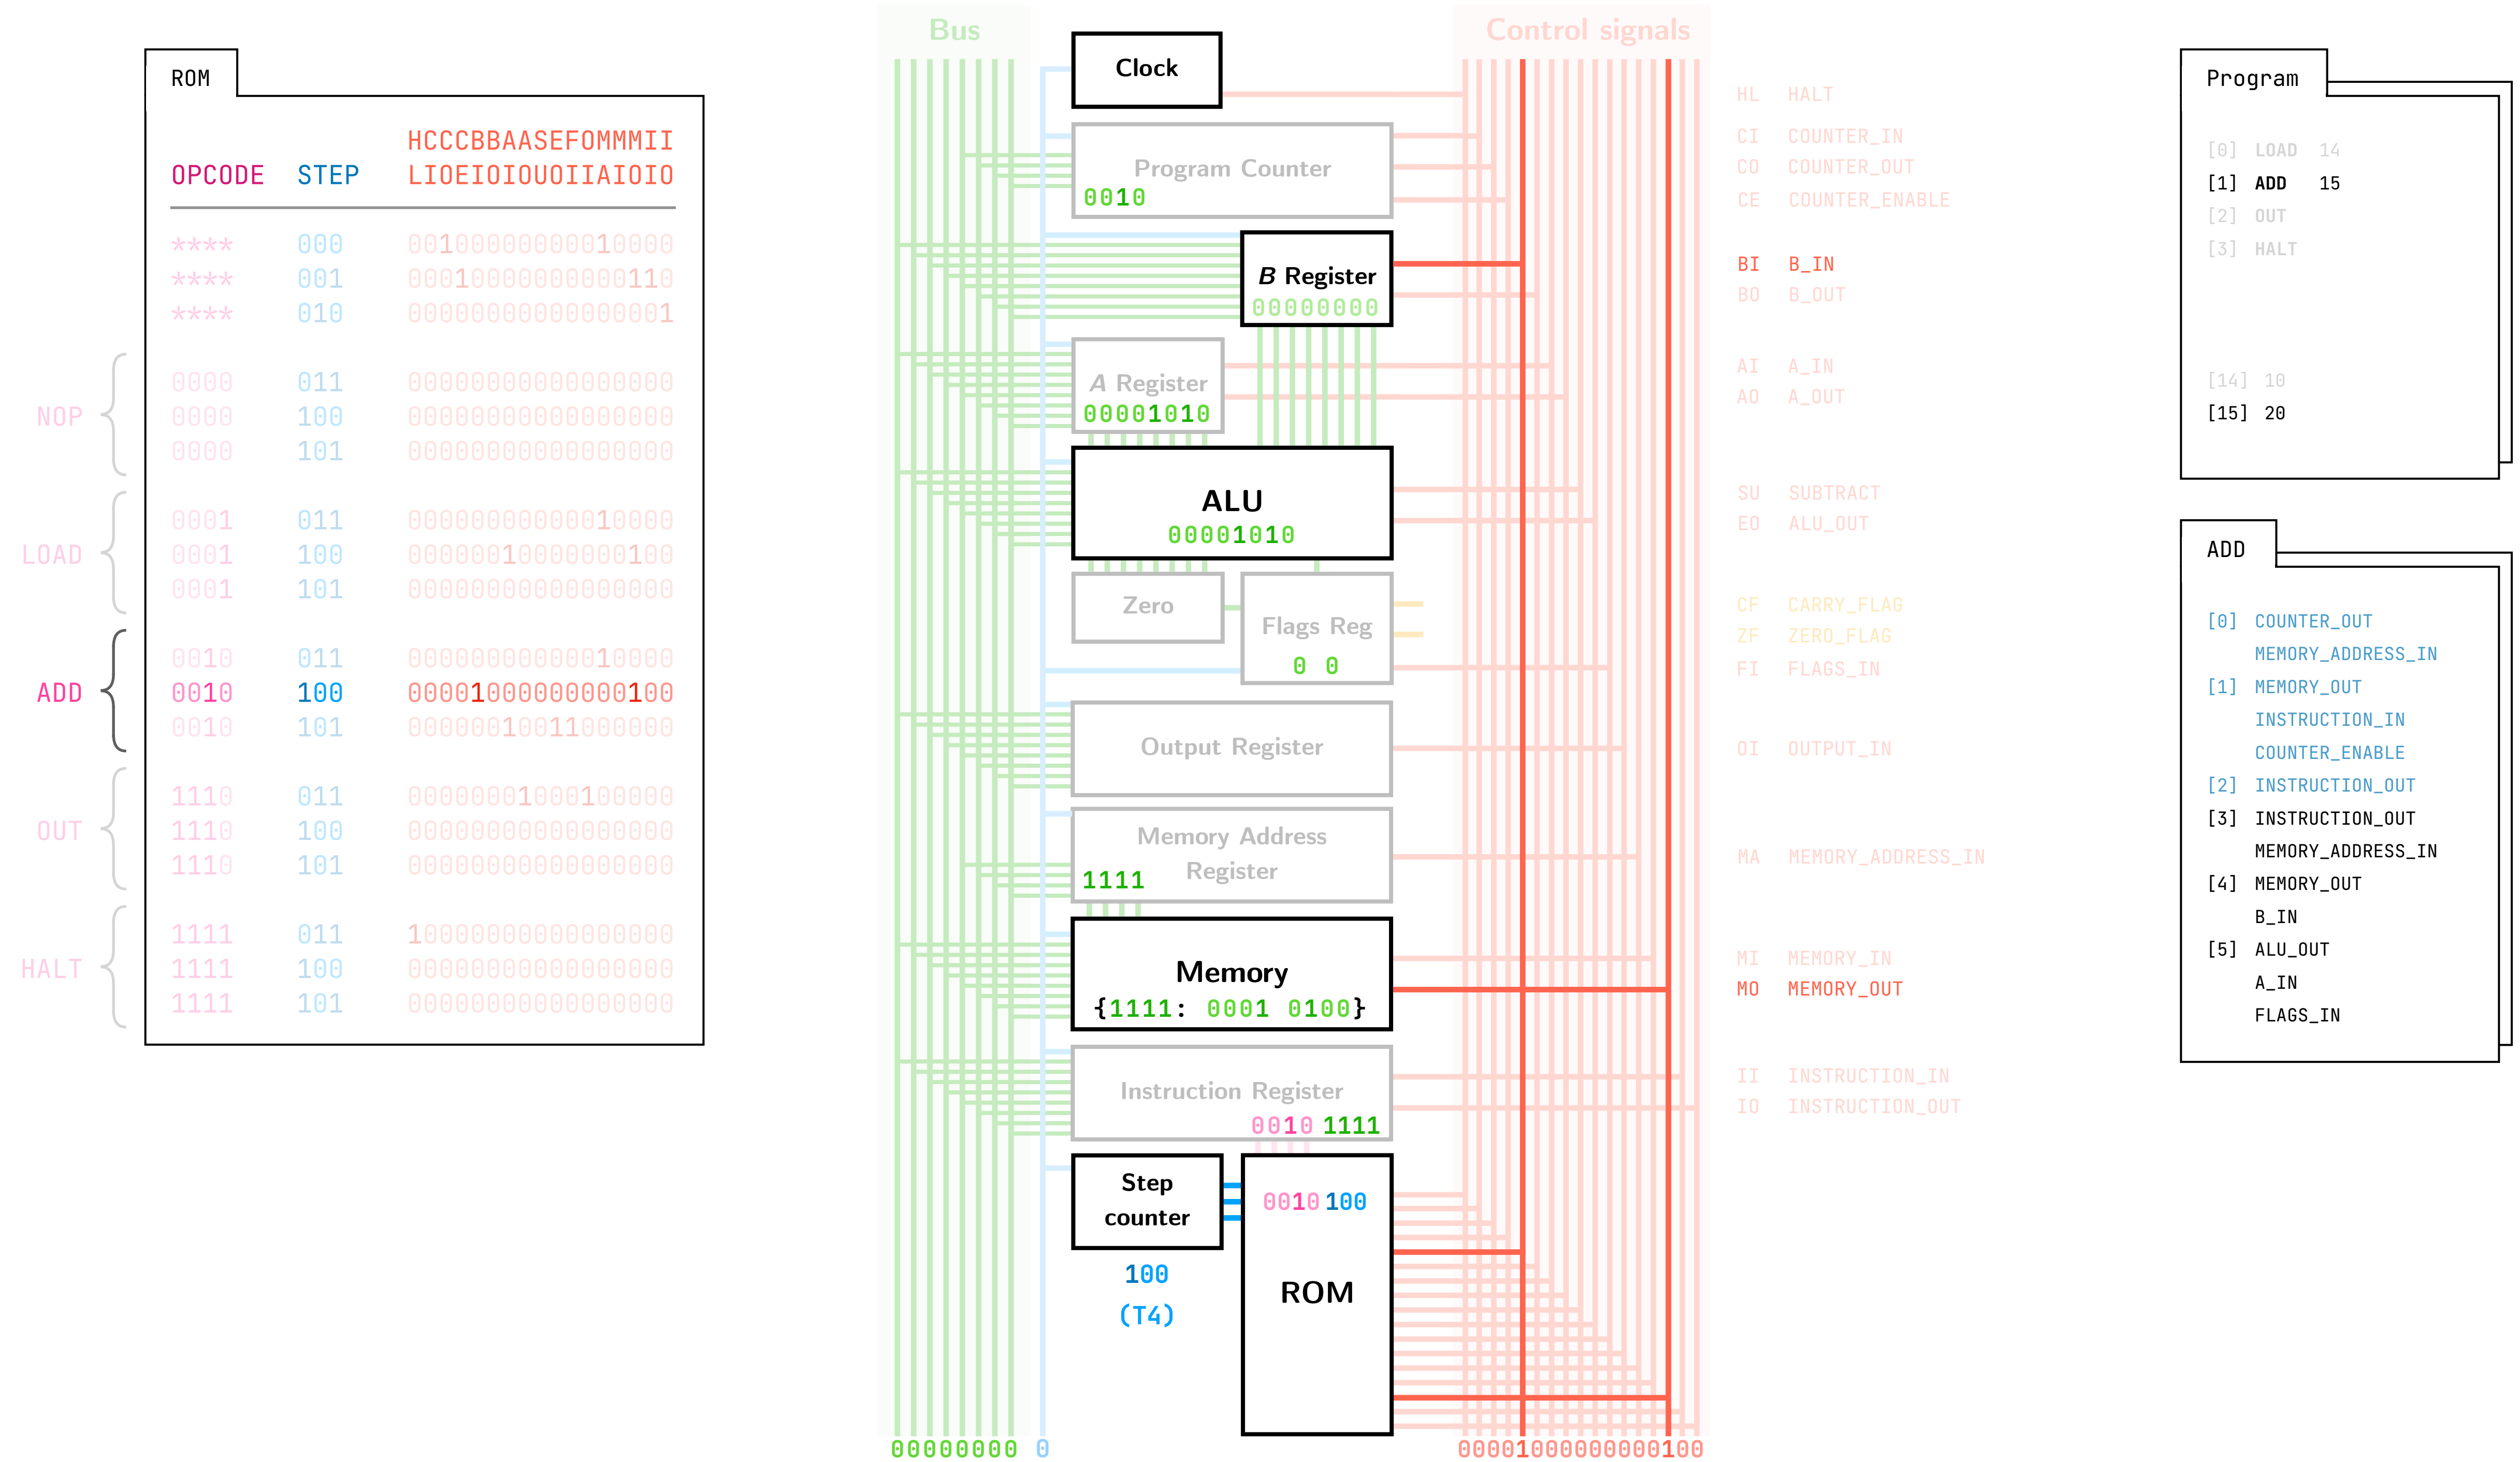 ROM
HCCCBBAASEFOMMMII
OPCODE STEP LIOEIOIOUOIIAIOIO
**** 000 00100000000010000
**** 001 00010000000000110
**** 010 00000000000000001
NOP
0000 011 00000000000000000
0000 100 00000000000000000
0000 101 00000000000000000
LOAD
0001 011 00000000000010000
0001 100 00000010000000100
0001 101 00000000000000000
ADD
0010 011 00000000000010000
0010 100 00001000000000100
0010 101 00000010011000000
OUT
1110 011 00000001000100000
1110 100 00000000000000000
1110 101 00000000000000000
HALT
1111 011 10000000000000000
1111 100 00000000000000000
1111 101 00000000000000000
Bus
Control signals
Clock
Program Counter
0010
B Register
00000000
A Register
00001010
ALU
00001010
Zero
Flags Reg
0 0
Output Register
Memory Address
Register
1111
Memory
{1111: 0001 0100}
Instruction Register
0010 1111
Step
counter
100
(T4)
0010 100
ROM
00000000 0
00001000000000100
HL HALT
CI COUNTER_IN
CO COUNTER_OUT
CE COUNTER_ENABLE
BI B_IN
BO B_OUT
AI A_IN
AO A_OUT
SU SUBTRACT
EO ALU_OUT
CF CARRY_FLAG
ZF ZERO_FLAG
FI FLAGS_IN
OI OUTPUT_IN
MA MEMORY_ADDRESS_IN
MI MEMORY_IN
MO MEMORY_OUT
II INSTRUCTION_IN
IO INSTRUCTION_OUT
Program
[0] LOAD 14
[1] ADD 15
[2] OUT
[3] HALT
[14] 10
[15] 20
ADD
[0] COUNTER_OUT
MEMORY_ADDRESS_IN
[1] MEMORY_OUT
INSTRUCTION_IN
COUNTER_ENABLE
[2] INSTRUCTION_OUT
[3] INSTRUCTION_OUT
MEMORY_ADDRESS_IN
[4] MEMORY_OUT
B_IN
[5] ALU_OUT
A_IN
FLAGS_IN